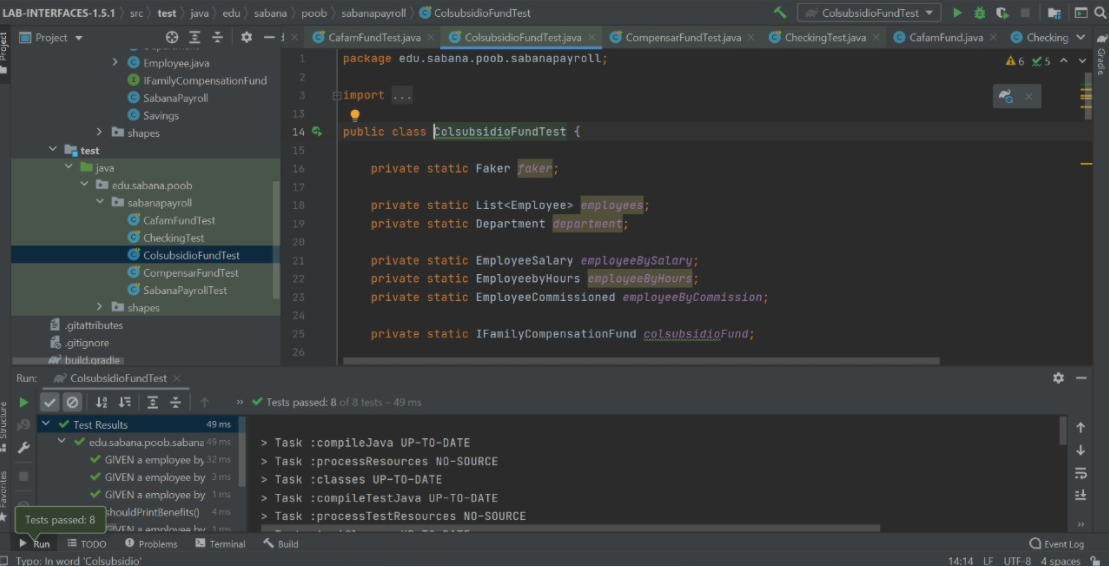 LAB-INTERFACES-1.5.1 〉 src 〉 test 〉 java 〉 edu 〉 sabana 〉 poob 〉 sabanapayroll 〉 ColsubsidioFundTest
ColsubsidioFundTest
Project
CafamFundTest.java × ColsubsidioFundTest.java × CompensarFundTest.java × CheckingTest.java × CafamFund.java × Checking
Employee.java
IFamilyCompensationFund
SabanaPayroll
Savings
shapes
test
java
edu.sabana.poob
sabanapayroll
CafamFundTest
CheckingTest
ColsubsidioFundTest
CompensarFundTest
SabanaPayrollTest
shapes
.gitattributes
.gitignore
build.gradle
Project
Structure
Favorites
Gradle
6 5
1 package edu.sabana.poob.sabanapayroll;
2
3 import ...
13
14 public class ColsubsidioFundTest {
15
16 private static Faker faker;
17
18 private static List<Employee> employees;
19 private static Department department;
20
21 private static EmployeeSalary employeeBySalary;
22 private static EmployeebyHours employeeByHours;
23 private static EmployeeCommissioned employeeByCommission;
24
25 private static IFamilyCompensationFund colsubsidioFund;
26
Run: ColsubsidioFundTest ×
» Tests passed: 8 of 8 tests – 49 ms
Test Results 49 ms
edu.sabana.poob.sabana 49 ms
GIVEN a employee by 32 ms
GIVEN a employee by 3 ms
GIVEN a employee by 1 ms
shouldPrintBenefits() 4 ms
GIVEN a employee by
> Task :compileJava UP-TO-DATE
> Task :processResources NO-SOURCE
> Task :classes UP-TO-DATE
> Task :compileTestJava UP-TO-DATE
> Task :processTestResources NO-SOURCE
Tests passed: 8
Run TODO Problems Terminal Build Event Log
Typo: In word 'Colsubsidio' 14:14 LF UTF-8 4 spaces